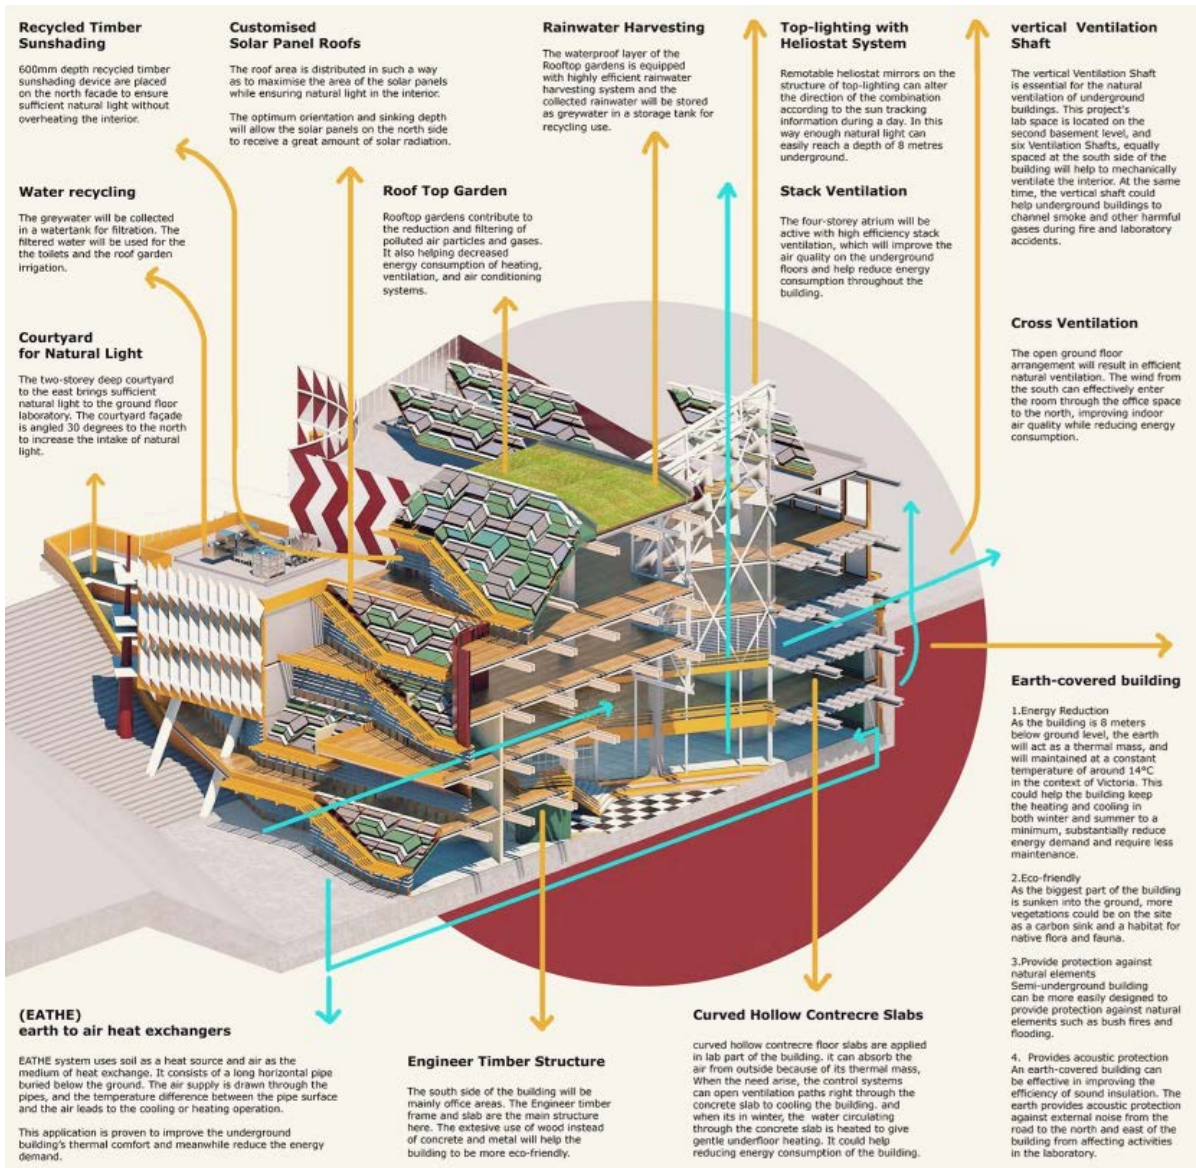 Recycled Timber
Sunshading
600mm depth recycled timber
sunshading device are placed
on the north facade to ensure
sufficient natural light without
overheating the interior.
Customised
Solar Panel Roofs
The roof area is distributed in such a way
as to maximise the area of the solar panels
while ensuring natural light in the interior.
The optimum orientation and sinking depth
will allow the solar panels on the north side
to receive a great amount of solar radiation.
Rainwater Harvesting
The waterproof layer of the
Rooftop gardens is equipped
with highly efficient rainwater
harvesting system and the
collected rainwater will be stored
as greywater in a storage tank for
recycling use.
Top-lighting with
Heliostat System
Remotable heliostat mirrors on the
structure of top-lighting can alter
the direction of the combination
according to the sun tracking
information during a day. In this
way enough natural light can
easily reach a depth of 8 metres
underground.
vertical Ventilation
Shaft
The vertical Ventilation Shaft
is essential for the natural
ventilation of underground
buildings. This project's
lab space is located on the
second basement level, and
six Ventilation Shafts, equally
spaced at the south side of the
building will help to mechanically
ventilate the interior. At the same
time, the vertical shaft could
help underground buildings to
channel smoke and other harmful
gases during fire and laboratory
accidents.
Water recycling
The greywater will be collected
in a watertank for filtration. The
filtered water will be used for the
the toilets and the roof garden
irrigation.
Roof Top Garden
Rooftop gardens contribute to
the reduction and filtering of
polluted air particles and gases.
It also helping decreased
energy consumption of heating,
ventilation, and air conditioning
systems.
Stack Ventilation
The four-storey atrium will be
active with high efficiency stack
ventilation, which will improve the
air quality on the underground
floors and help reduce energy
consumption throughout the
building.
Courtyard
for Natural Light
The two-storey deep courtyard
to the east brings sufficient
natural light to the ground floor
laboratory. The courtyard façade
is angled 30 degrees to the north
to increase the intake of natural
light.
Cross Ventilation
The open ground floor
arrangement will result in efficient
natural ventilation. The wind from
the south can effectively enter
the room through the office space
to the north, improving indoor
air quality while reducing energy
consumption.
Earth-covered building
1.Energy Reduction
As the building is 8 meters
below ground level, the earth
will act as a thermal mass, and
will maintained at a constant
temperature of around 14°C
in the context of Victoria. This
could help the building keep
the heating and cooling in
both winter and summer to a
minimum, substantially reduce
energy demand and require less
maintenance.
2.Eco-friendly
As the biggest part of the building
is sunken into the ground, more
vegetations could be on the site
as a carbon sink and a habitat for
native flora and fauna.
3.Provide protection against
natural elements
Semi-underground building
can be more easily designed to
provide protection against natural
elements such as bush fires and
flooding.
4. Provides acoustic protection
An earth-covered building can
be effective in improving the
efficiency of sound insulation. The
earth provides acoustic protection
against external noise from the
road to the north and east of the
building from affecting activities
in the laboratory.
(EATHE)
earth to air heat exchangers
EATHE system uses soil as a heat source and air as the
medium of heat exchange. It consists of a long horizontal pipe
buried below the ground. The air supply is drawn through the
pipes, and the temperature difference between the pipe surface
and the air leads to the cooling or heating operation.
This application is proven to improve the underground
building's thermal comfort and meanwhile reduce the energy
demand.
Engineer Timber Structure
The south side of the building will be
mainly office areas. The Engineer timber
frame and slab are the main structure
here. The extesive use of wood instead
of concrete and metal will help the
building to be more eco-friendly.
Curved Hollow Contrecre Slabs
curved hollow contrecre floor slabs are applied
in lab part of the building. it can absorb the
air from outside because of its thermal mass,
When the need arise, the control systems
can open ventilation paths right through the
concrete slab to cooling the building. and
when its in winter, the water circulating
through the concrete slab is heated to give
gentle underfloor heating. It could help
reducing energy consumption of the building.